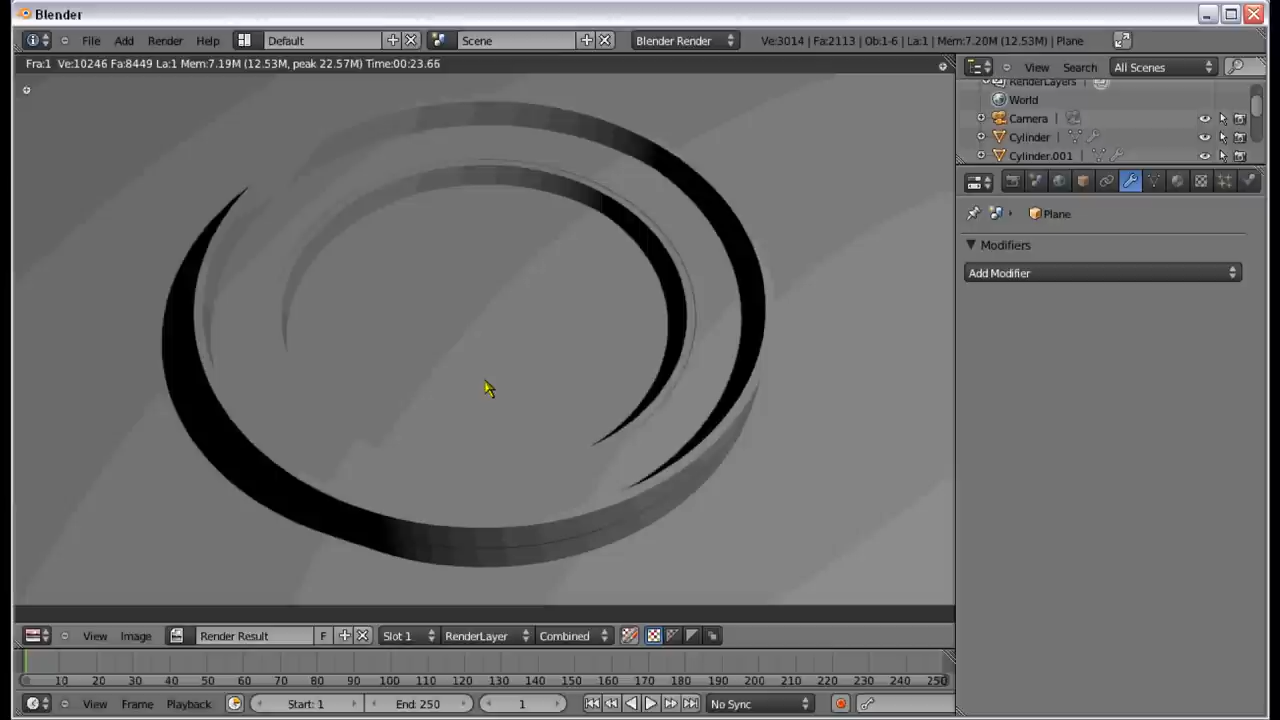 Blender
File Add Render Help Default Scene Blender Render Ve:3014 | Fa:2113 | Ob:1-6 | La:1 | Mem:7.20M (12.53M) | Plane
Fra:1 Ve:10246 Fa:8449 La:1 Mem:7.19M (12.53M, peak 22.57M) Time:00:23.66
View Search All Scenes
RenderLayers
World
Camera
Cylinder
Cylinder.001
Plane
Modifiers
Add Modifier
View Image Render Result F Slot 1 RenderLayer Combined
10 20 30 40 50 60 70 80 90 100 110 120 130 140 150 160 170 180 190 200 210 220 230 240 250
View Frame Playback Start: 1 End: 250 1 No Sync